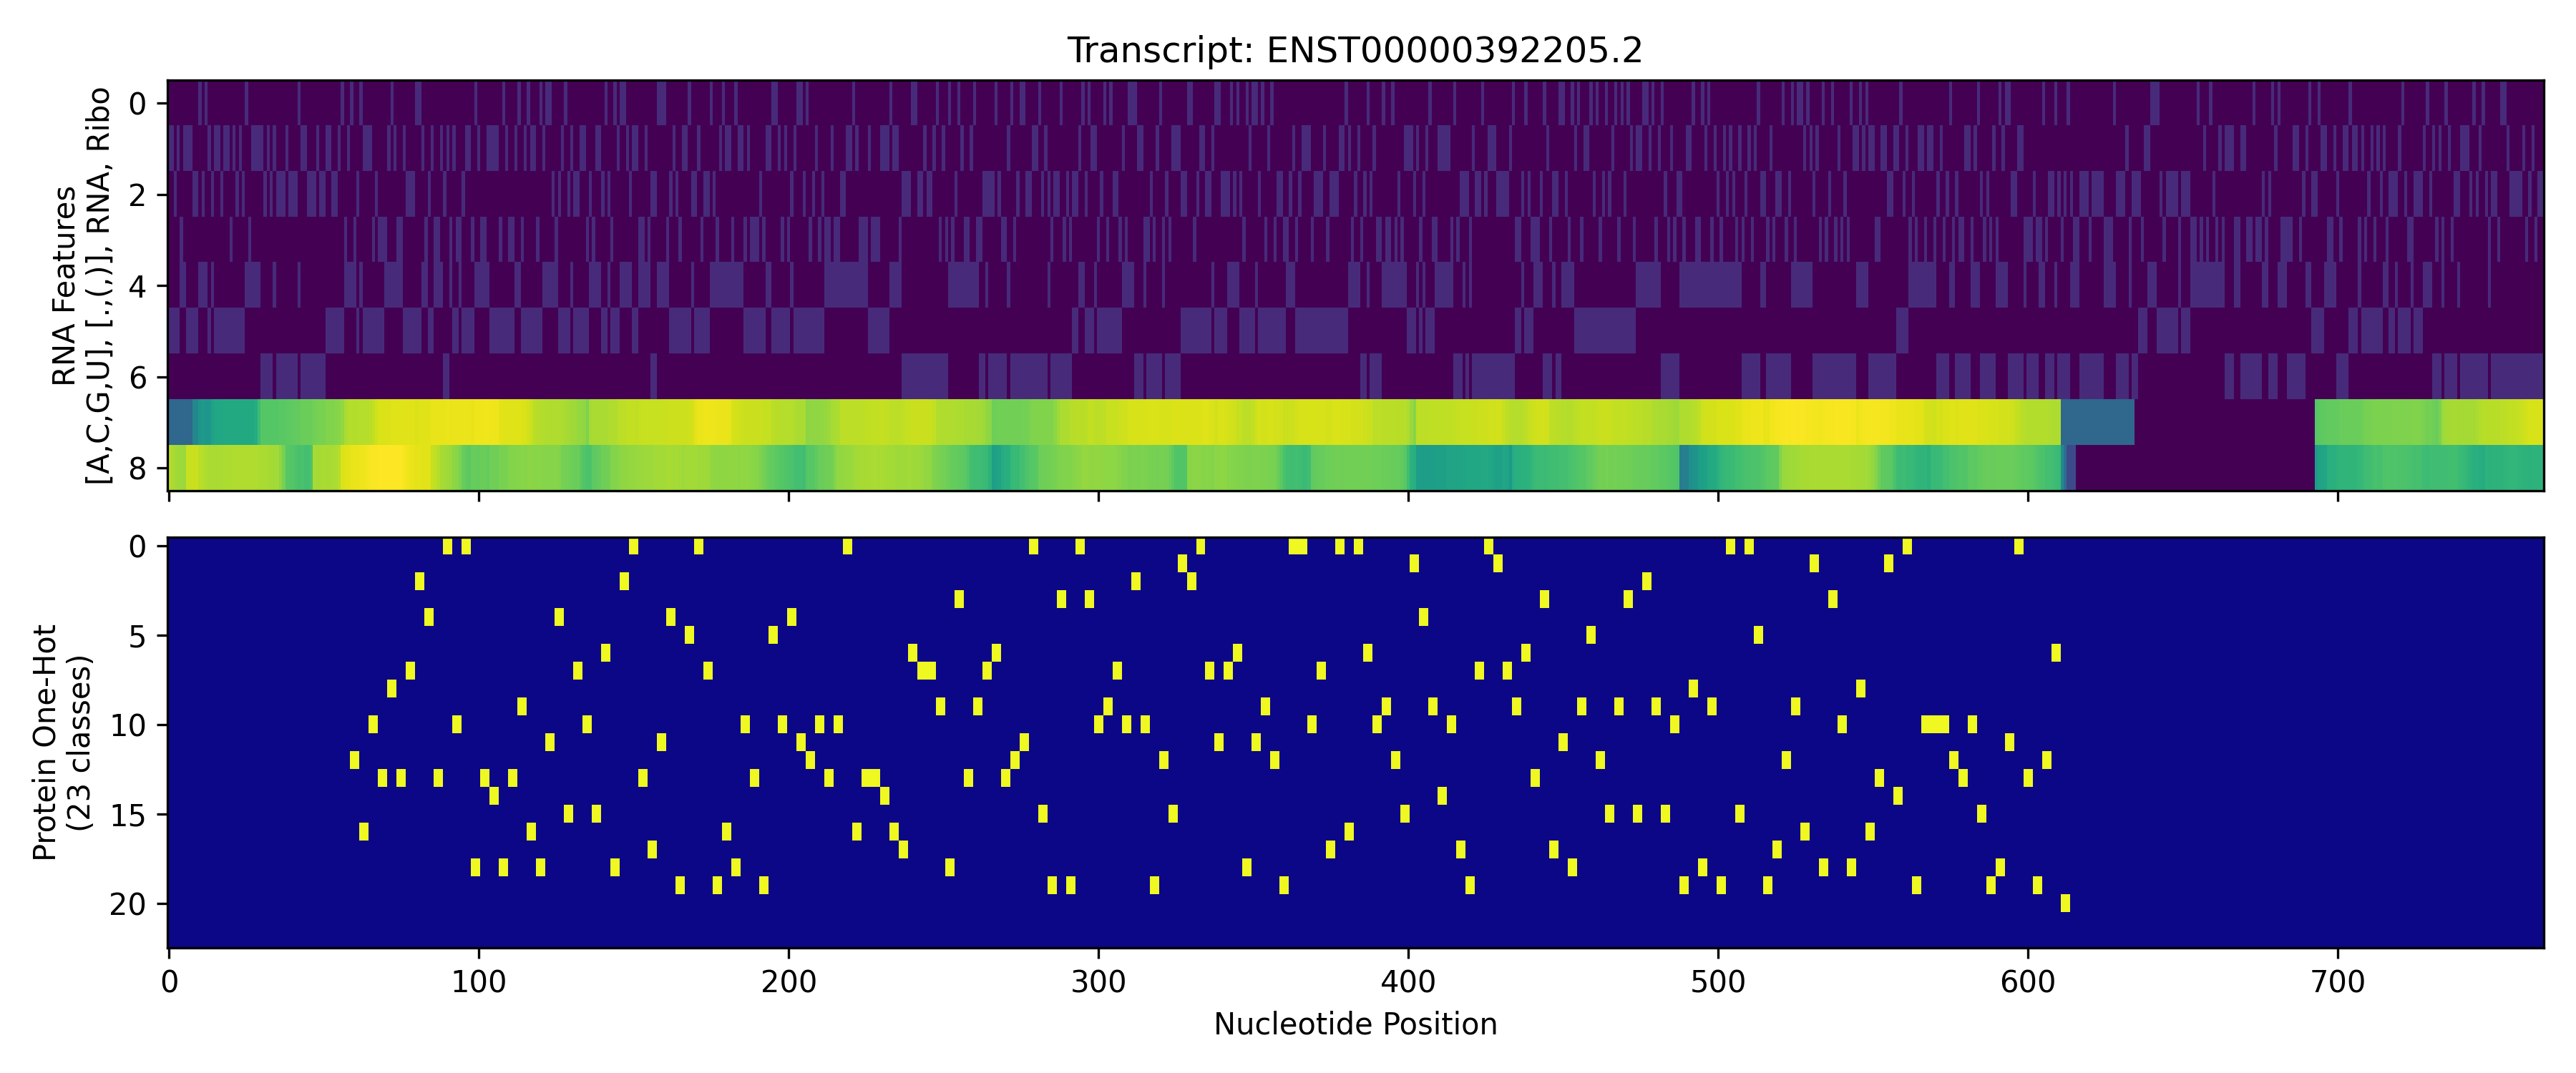 Transcript: ENST00000392205.2
RNA Features
[A,C,G,U], [.,(,)], RNA, Ribo
0
2
4
6
8
Protein One-Hot
(23 classes)
0
5
10
15
20
0 100 200 300 400 500 600 700
Nucleotide Position